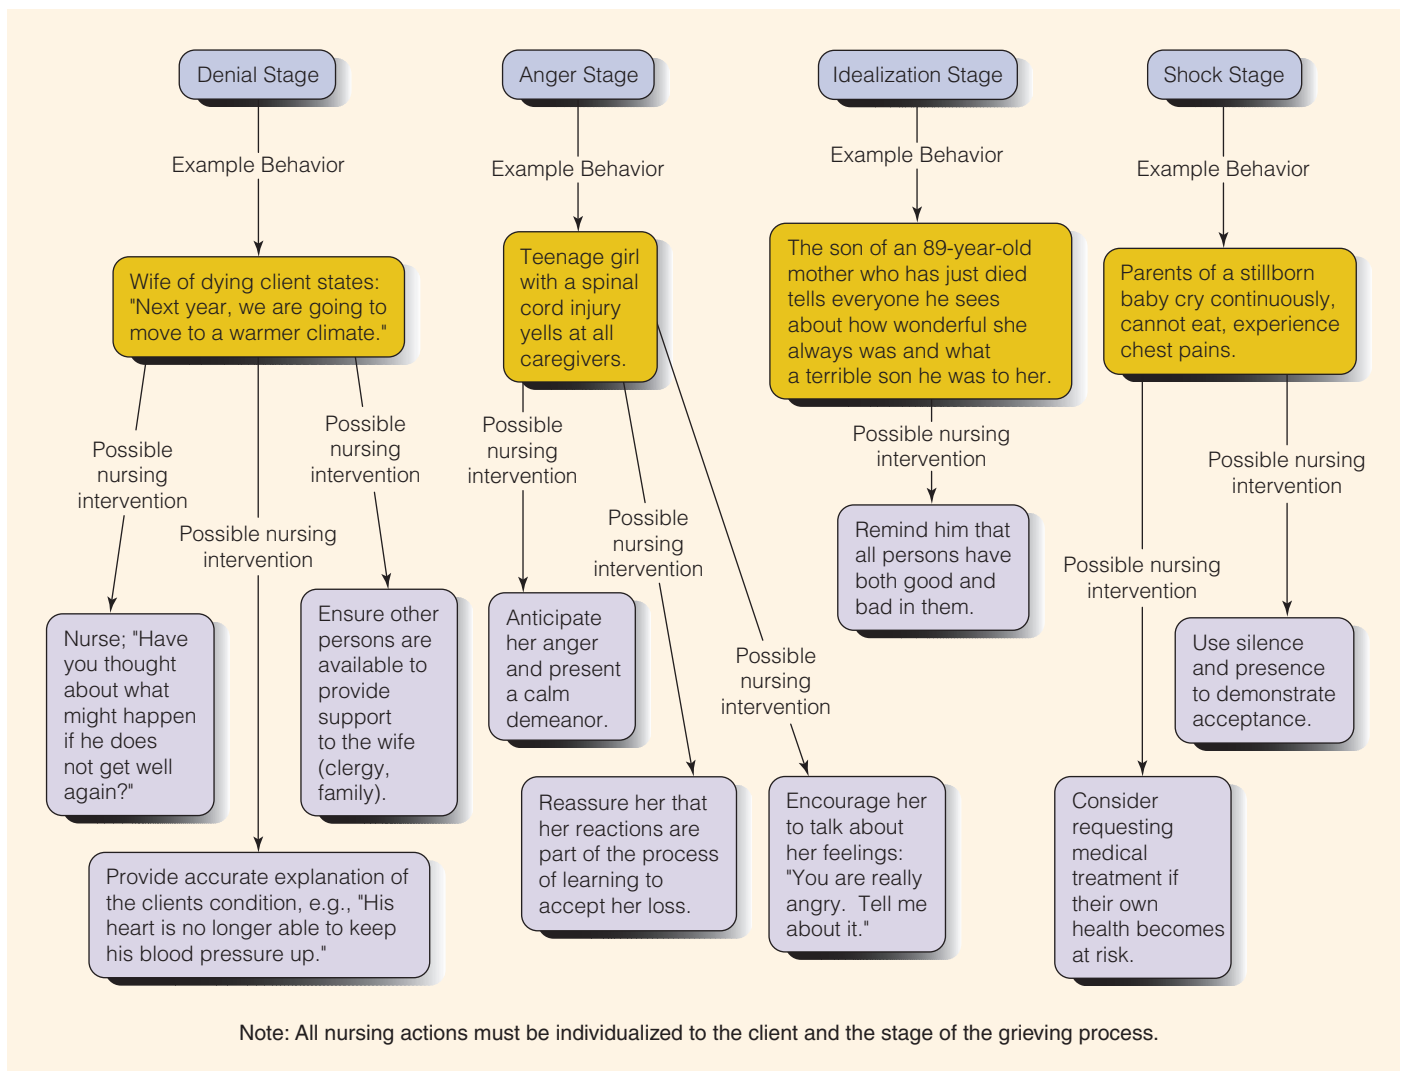 Denial Stage
Example Behavior
Wife of dying client states:
"Next year, we are going to
move to a warmer climate."
Possible
nursing
intervention
Nurse; "Have
you thought
about what
might happen
if he does
not get well
again?"
Possible nursing
intervention
Provide accurate explanation of
the clients condition, e.g., "His
heart is no longer able to keep
his blood pressure up."
Possible
nursing
intervention
Ensure other
persons are
available to
provide
support
to the wife
(clergy,
family).
Anger Stage
Example Behavior
Teenage girl
with a spinal
cord injury
yells at all
caregivers.
Possible
nursing
intervention
Anticipate
her anger
and present
a calm
demeanor.
Possible
nursing
intervention
Reassure her that
her reactions are
part of the process
of learning to
accept her loss.
Possible
nursing
intervention
Encourage her
to talk about
her feelings:
"You are really
angry. Tell me
about it."
Idealization Stage
Example Behavior
The son of an 89-year-old
mother who has just died
tells everyone he sees
about how wonderful she
always was and what
a terrible son he was to her.
Possible nursing
intervention
Remind him that
all persons have
both good and
bad in them.
Shock Stage
Example Behavior
Parents of a stillborn
baby cry continuously,
cannot eat, experience
chest pains.
Possible nursing
intervention
Consider
requesting
medical
treatment if
their own
health becomes
at risk.
Possible nursing
intervention
Use silence
and presence
to demonstrate
acceptance.
Note: All nursing actions must be individualized to the client and the stage of the grieving process.